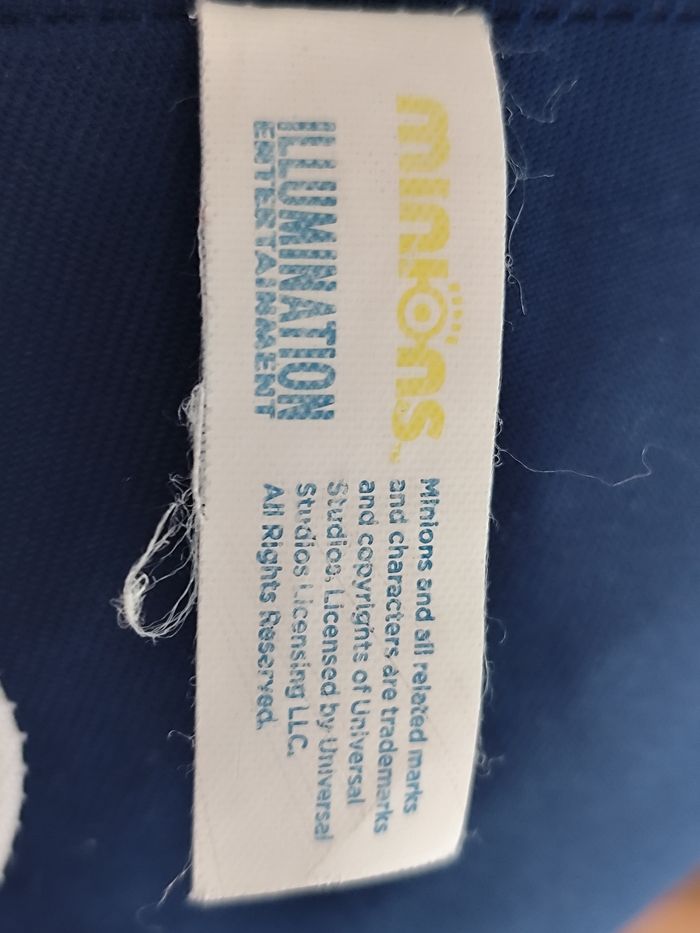 minions™
ILLUMINATION
ENTERTAINMENT
Minions and all related marks
and characters are trademarks
and copyrights of Universal
Studios. Licensed by Universal
Studios Licensing LLC.
All Rights Reserved.